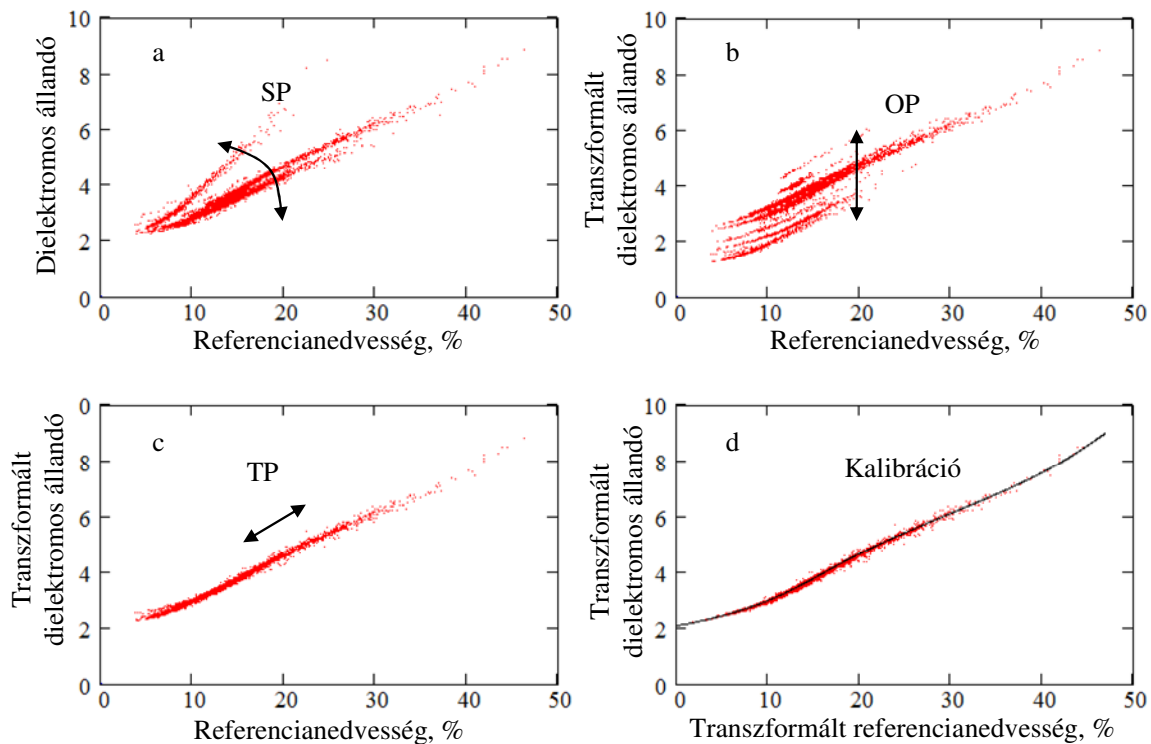 10
8
6
4
2
0
Dielektromos állandó
a
SP
0 10 20 30 40 50
Referencianedvesség, %
10
8
6
4
2
0
Transzformált
dielektromos állandó
b
OP
0 10 20 30 40 50
Referencianedvesség, %
0
8
6
4
2
0
Transzformált
dielektromos állandó
c
TP
0 10 20 30 40 50
Referencianedvesség, %
10
8
6
4
2
0
Transzformált
dielektromos állandó
d
Kalibráció
0 10 20 30 40 50
Transzformált referencianedvesség, %